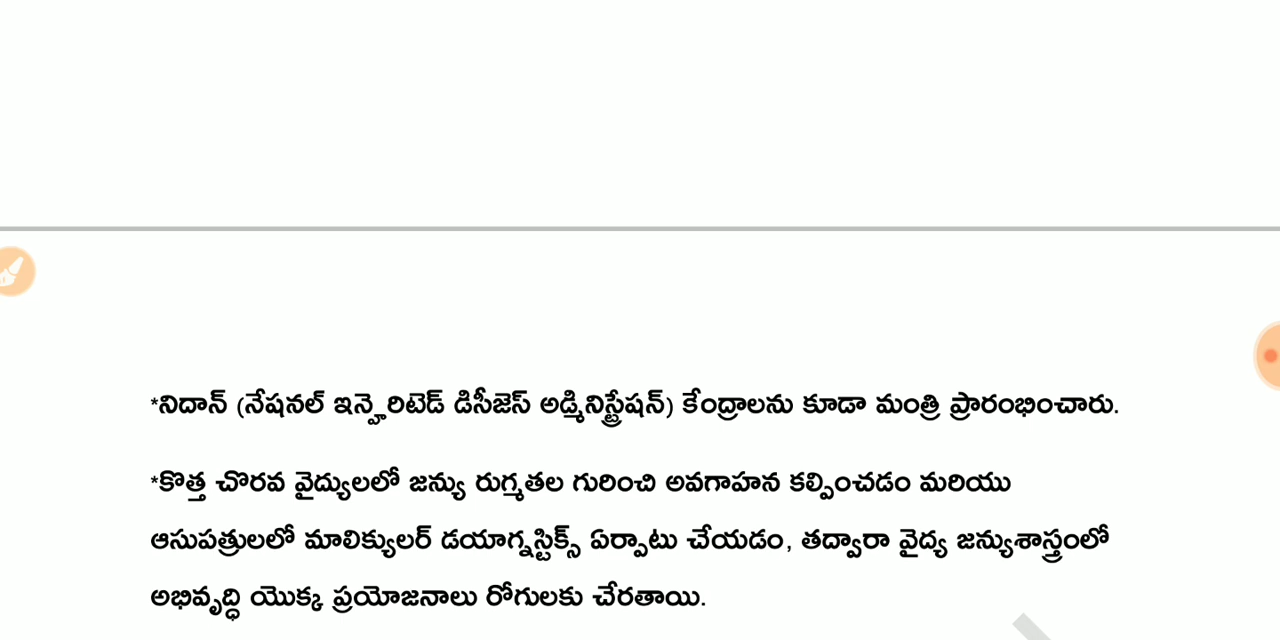 *నిదాన్ (నేషనల్ ఇన్హెరిటెడ్ డిసీజెస్ అడ్మినిస్ట్రేషన్) కేంద్రాలను కూడా మంత్రి ప్రారంభించారు.
*కొత్త చొరవ వైద్యులలో జన్యు రుగ్మతల గురించి అవగాహన కల్పించడం మరియు
ఆసుపత్రులలో మాలిక్యులర్ డయాగ్నస్టిక్స్ ఏర్పాటు చేయడం, తద్వారా వైద్య జన్యుశాస్త్రంలో
అభివృద్ధి యొక్క ప్రయోజనాలు రోగులకు చేరతాయి.